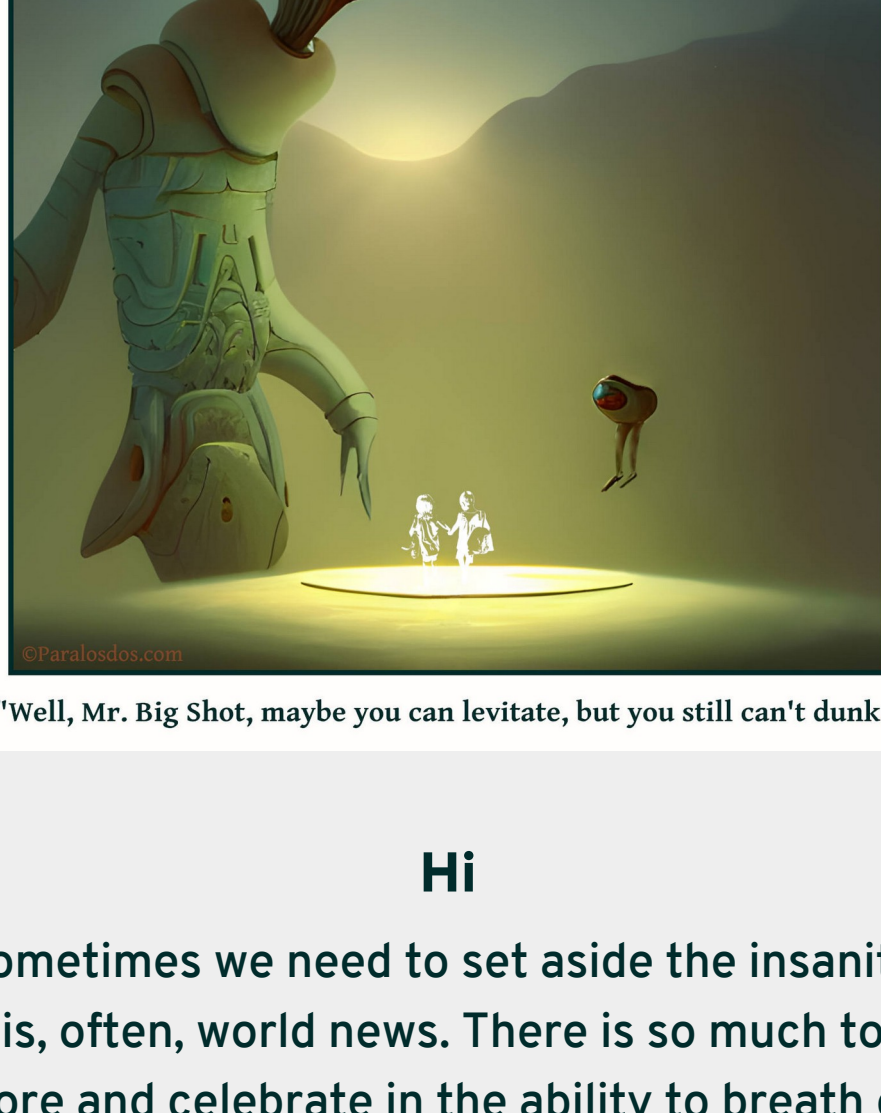 ©Paralosdos.com
"Well, Mr. Big Shot, maybe you can levitate, but you still can't dunk
Hi
ometimes we need to set aside the insanit
is, often, world news. There is so much to
ore and celebrate in the ability to breath